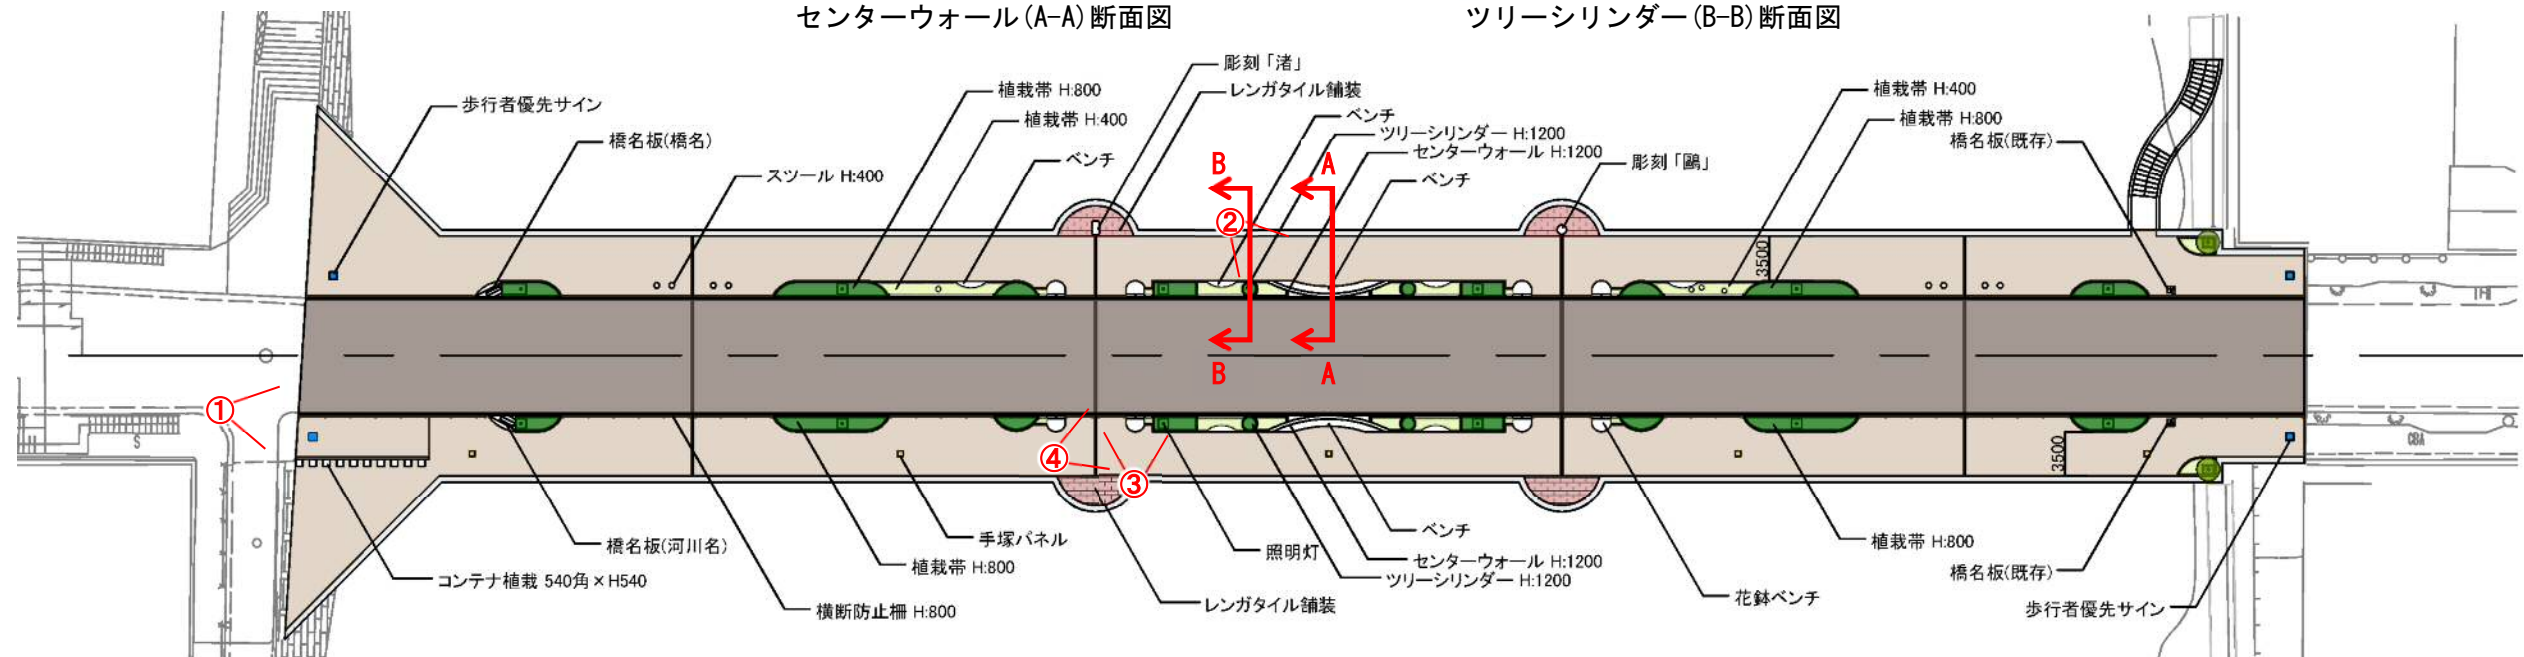 センターウォール(A-A)断面図
ツリーシリンダー(B-B)断面図
彫刻「渚」
レンガタイル舗装
植栽帯 H:800
植栽帯 H:400
ベンチ
歩行者優先サイン
橋名板(橋名)
スツール H:400
ベンチ
ツリーシリンダー H:1200
センターウォール H:1200
ベンチ
彫刻「鷗」
植栽帯 H:400
植栽帯 H:800
橋名板(既存)
B
A
②
3500
B
A
①
④
③
3500
S
橋名板(河川名)
コンテナ植栽 540角×H540
横断防止柵 H:800
植栽帯 H:800
手塚パネル
レンガタイル舗装
照明灯
ベンチ
センターウォール H:1200
ツリーシリンダー H:1200
花鉢ベンチ
植栽帯 H:800
橋名板(既存)
歩行者優先サイン